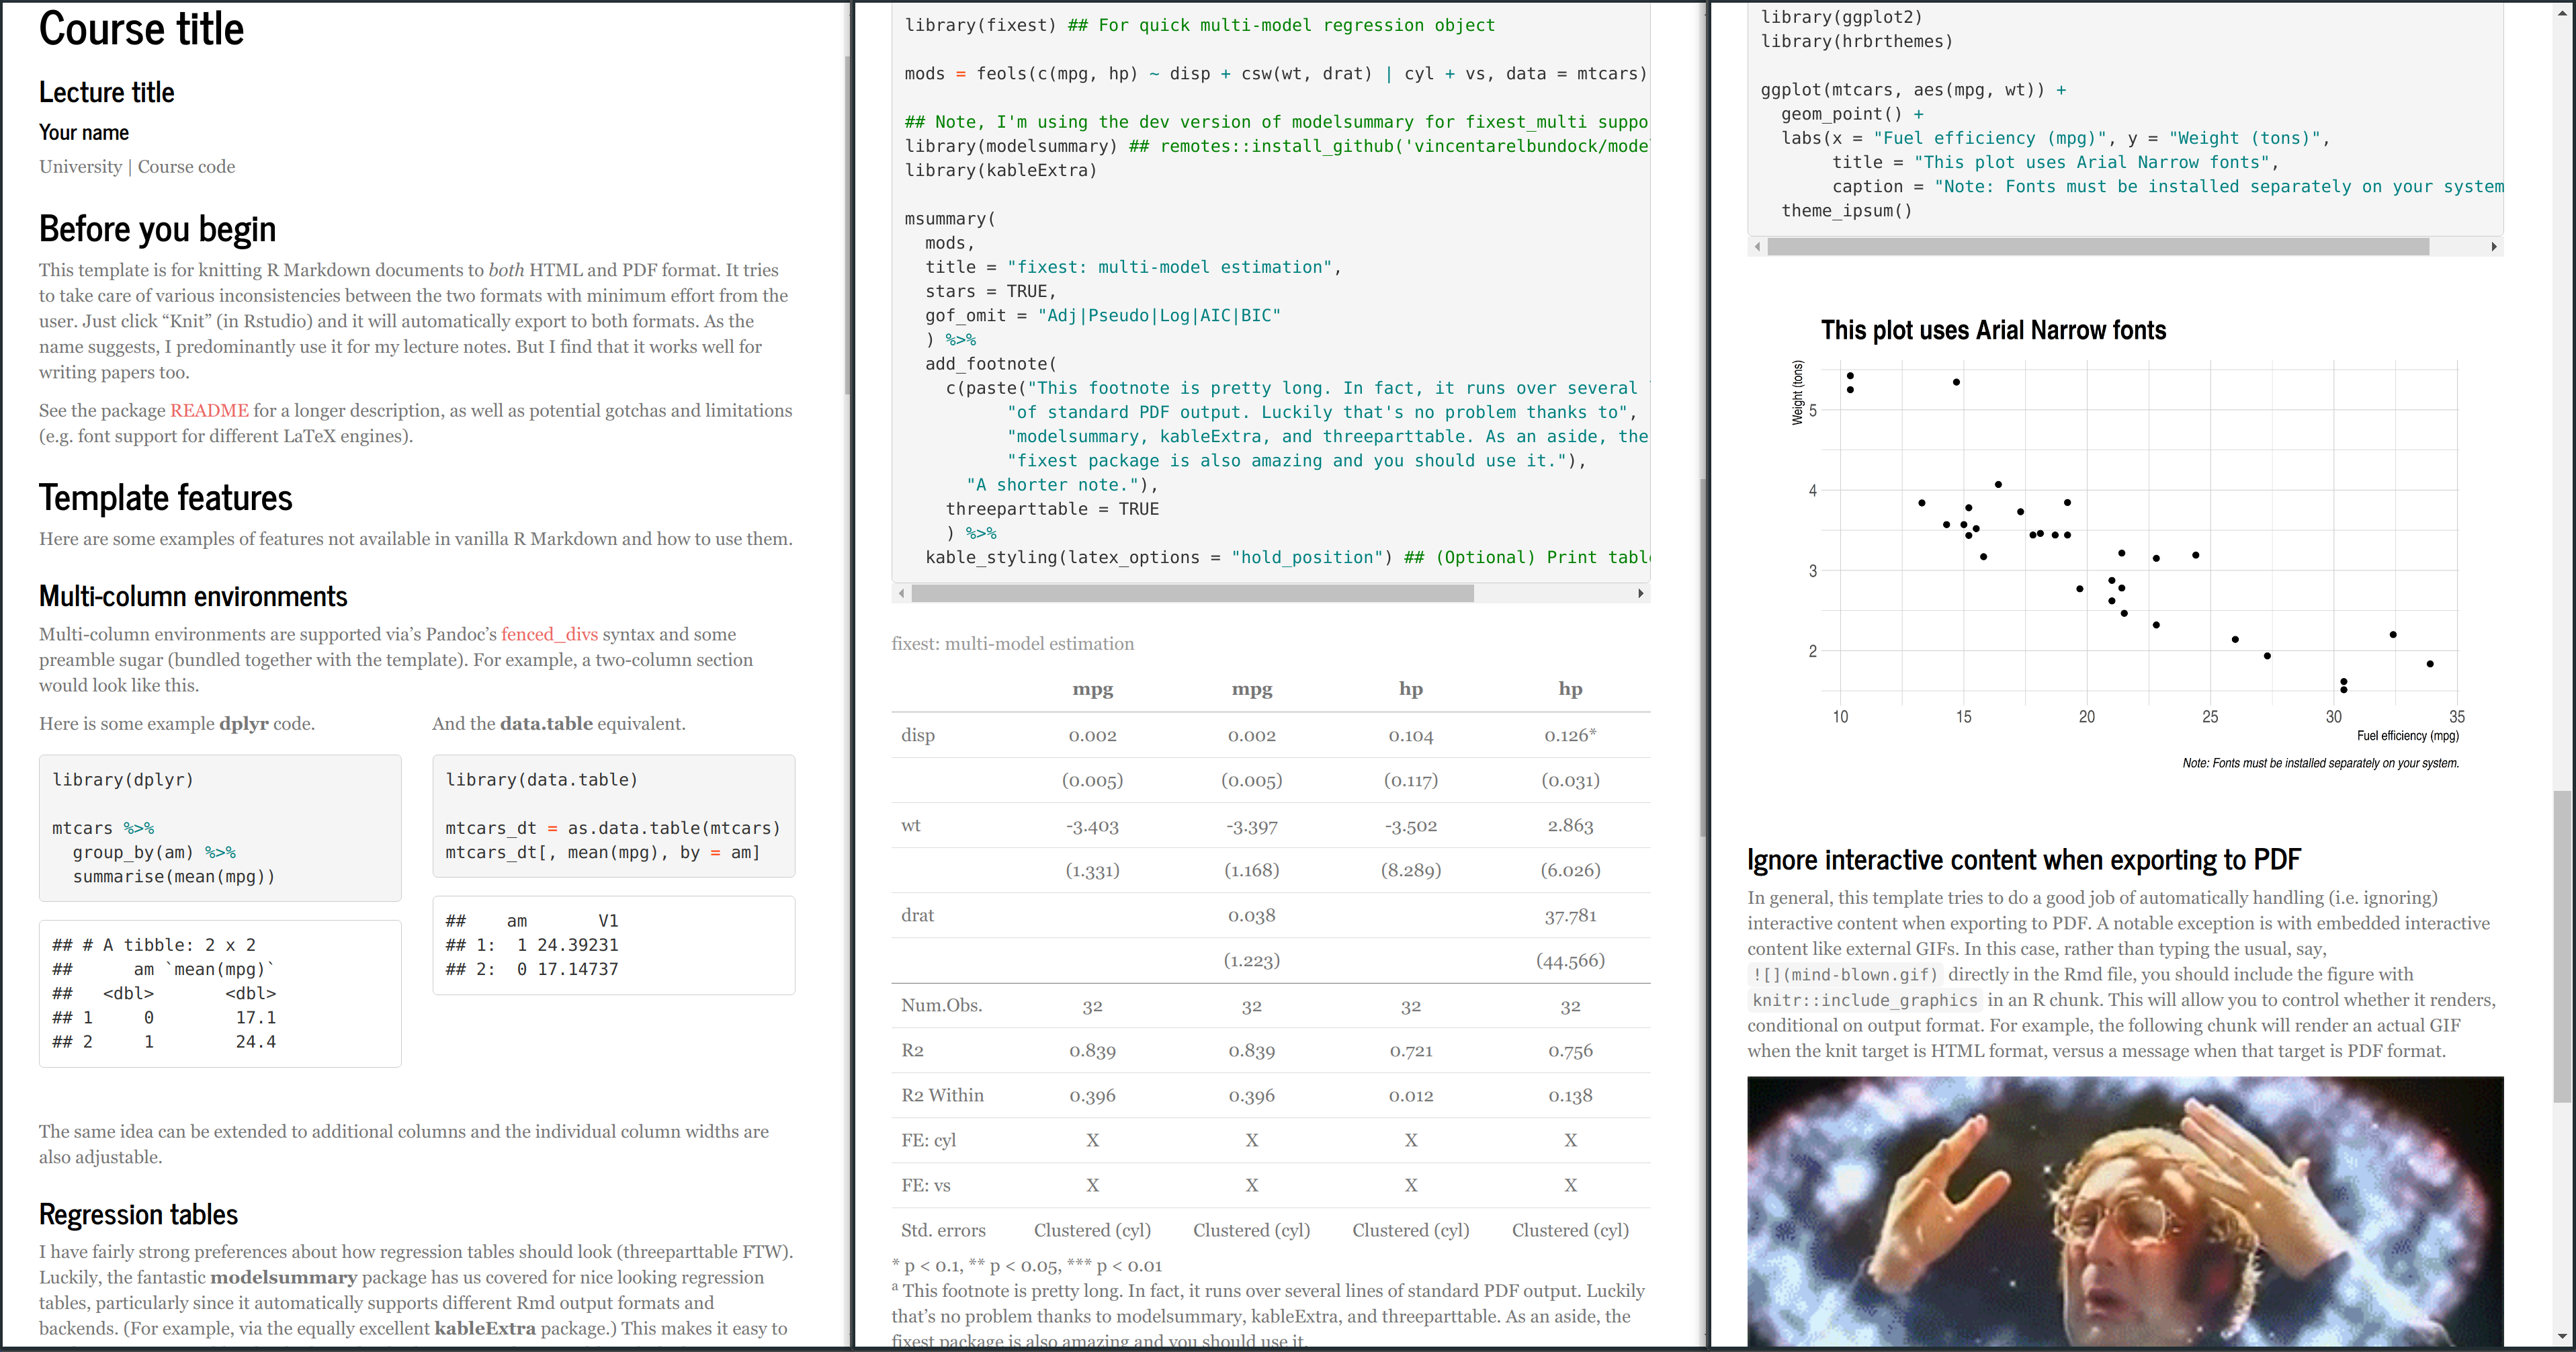 Course title
Lecture title
Your name
University | Course code
Before you begin
This template is for knitting R Markdown documents to both HTML and PDF format. It tries
to take care of various inconsistencies between the two formats with minimum effort from the
user. Just click “Knit” (in Rstudio) and it will automatically export to both formats. As the
name suggests, I predominantly use it for my lecture notes. But I find that it works well for
writing papers too.
See the package README for a longer description, as well as potential gotchas and limitations
(e.g. font support for different LaTeX engines).
Template features
Here are some examples of features not available in vanilla R Markdown and how to use them.
Multi-column environments
Multi-column environments are supported via’s Pandoc’s fenced_divs syntax and some
preamble sugar (bundled together with the template). For example, a two-column section
would look like this.
Here is some example dplyr code.
library(dplyr)
mtcars %>%
  group_by(am) %>%
  summarise(mean(mpg))
## # A tibble: 2 x 2
##      am `mean(mpg)`
##   <dbl>       <dbl>
## 1     0        17.1
## 2     1        24.4
And the data.table equivalent.
library(data.table)
mtcars_dt = as.data.table(mtcars)
mtcars_dt[, mean(mpg), by = am]
##    am       V1
## 1:  1 24.39231
## 2:  0 17.14737
The same idea can be extended to additional columns and the individual column widths are
also adjustable.
Regression tables
I have fairly strong preferences about how regression tables should look (threeparttable FTW).
Luckily, the fantastic modelsummary package has us covered for nice looking regression
tables, particularly since it automatically supports different Rmd output formats and
backends. (For example, via the equally excellent kableExtra package.) This makes it easy to
library(fixest) ## For quick multi-model regression object
mods = feols(c(mpg, hp) ~ disp + csw(wt, drat) | cyl + vs, data = mtcars)
## Note, I'm using the dev version of modelsummary for fixest_multi suppo
library(modelsummary) ## remotes::install_github('vincentarelbundock/mode
library(kableExtra)
msummary(
  mods,
  title = "fixest: multi-model estimation",
  stars = TRUE,
  gof_omit = "Adj|Pseudo|Log|AIC|BIC"
  ) %>%
  add_footnote(
    c(paste("This footnote is pretty long. In fact, it runs over several
          "of standard PDF output. Luckily that's no problem thanks to",
          "modelsummary, kableExtra, and threeparttable. As an aside, the
          "fixest package is also amazing and you should use it."),
      "A shorter note."),
    threeparttable = TRUE
    ) %>%
  kable_styling(latex_options = "hold_position") ## (Optional) Print tabl
fixest: multi-model estimation
mpg mpg hp hp
disp 0.002 0.002 0.104 0.126*
(0.005) (0.005) (0.117) (0.031)
wt -3.403 -3.397 -3.502 2.863
(1.331) (1.168) (8.289) (6.026)
drat 0.038 37.781
(1.223) (44.566)
Num.Obs. 32 32 32 32
R2 0.839 0.839 0.721 0.756
R2 Within 0.396 0.396 0.012 0.138
FE: cyl X X X X
FE: vs X X X X
Std. errors Clustered (cyl) Clustered (cyl) Clustered (cyl) Clustered (cyl)
* p < 0.1, ** p < 0.05, *** p < 0.01
a This footnote is pretty long. In fact, it runs over several lines of standard PDF output. Luckily
that’s no problem thanks to modelsummary, kableExtra, and threeparttable. As an aside, the
fixest package is also amazing and you should use it.
library(ggplot2)
library(hrbrthemes)
ggplot(mtcars, aes(mpg, wt)) +
  geom_point() +
  labs(x = "Fuel efficiency (mpg)", y = "Weight (tons)",
       title = "This plot uses Arial Narrow fonts",
       caption = "Note: Fonts must be installed separately on your system
  theme_ipsum()
This plot uses Arial Narrow fonts
Weight (tons)
5
4
3
2
10 15 20 25 30 35
Fuel efficiency (mpg)
Note: Fonts must be installed separately on your system.
Ignore interactive content when exporting to PDF
In general, this template tries to do a good job of automatically handling (i.e. ignoring)
interactive content when exporting to PDF. A notable exception is with embedded interactive
content like external GIFs. In this case, rather than typing the usual, say,
![](mind-blown.gif) directly in the Rmd file, you should include the figure with
knitr::include_graphics in an R chunk. This will allow you to control whether it renders,
conditional on output format. For example, the following chunk will render an actual GIF
when the knit target is HTML format, versus a message when that target is PDF format.